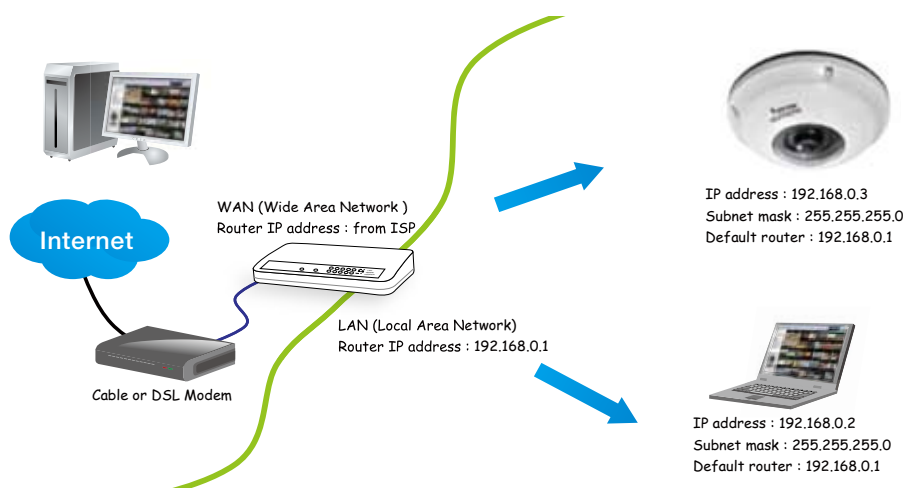 Internet
WAN (Wide Area Network )
Router IP address : from ISP
LAN (Local Area Network)
Router IP address : 192.168.0.1
Cable or DSL Modem
IP address : 192.168.0.3
Subnet mask : 255.255.255.0
Default router : 192.168.0.1
IP address : 192.168.0.2
Subnet mask : 255.255.255.0
Default router : 192.168.0.1